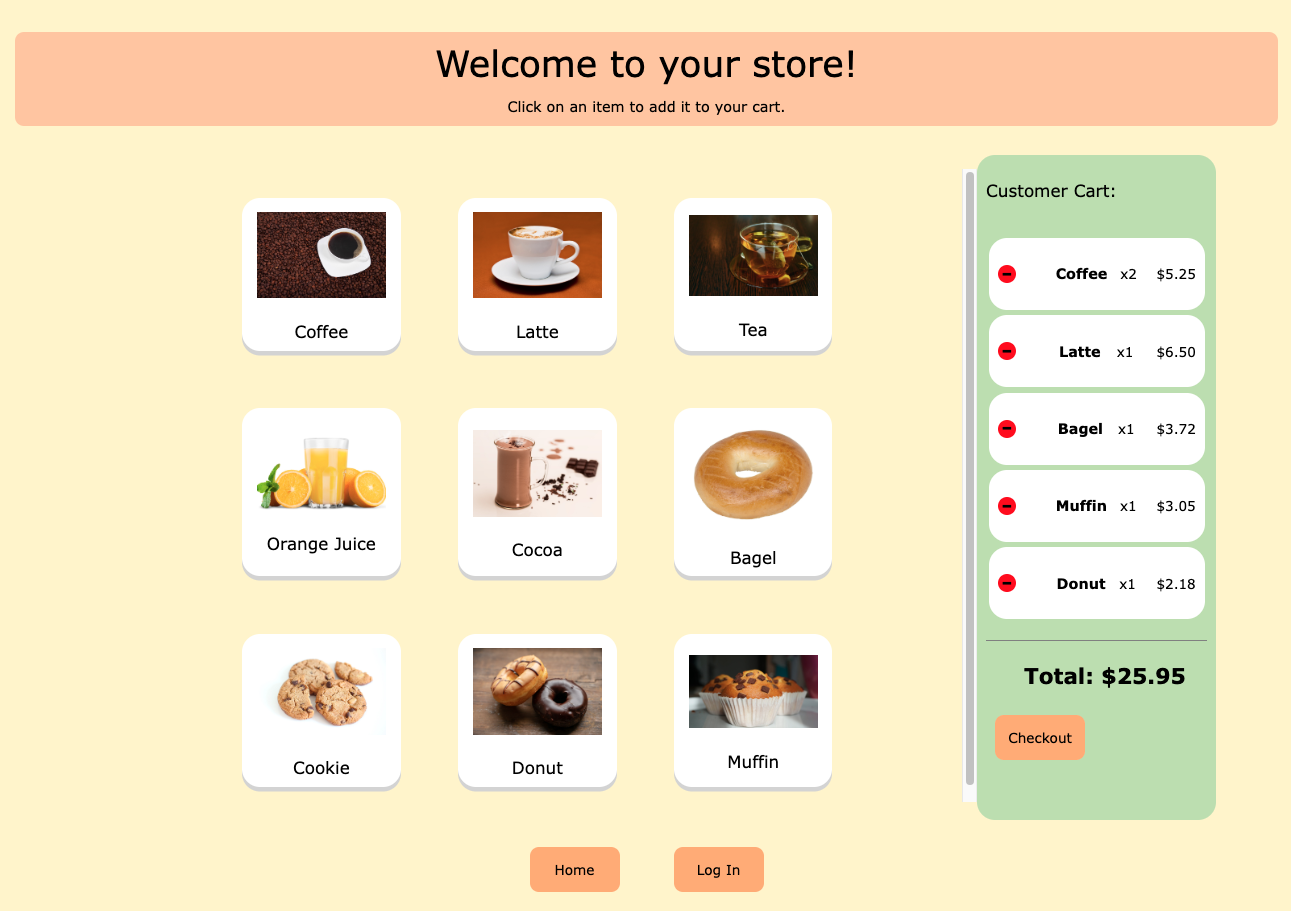 Welcome to your store!
Click on an item to add it to your cart.
Coffee
Latte
Tea
Orange Juice
Cocoa
Bagel
Cookie
Donut
Muffin
Customer Cart:
Coffee x2 $5.25
Latte x1 $6.50
Bagel x1 $3.72
Muffin x1 $3.05
Donut x1 $2.18
Total: $25.95
Checkout
Home
Log In